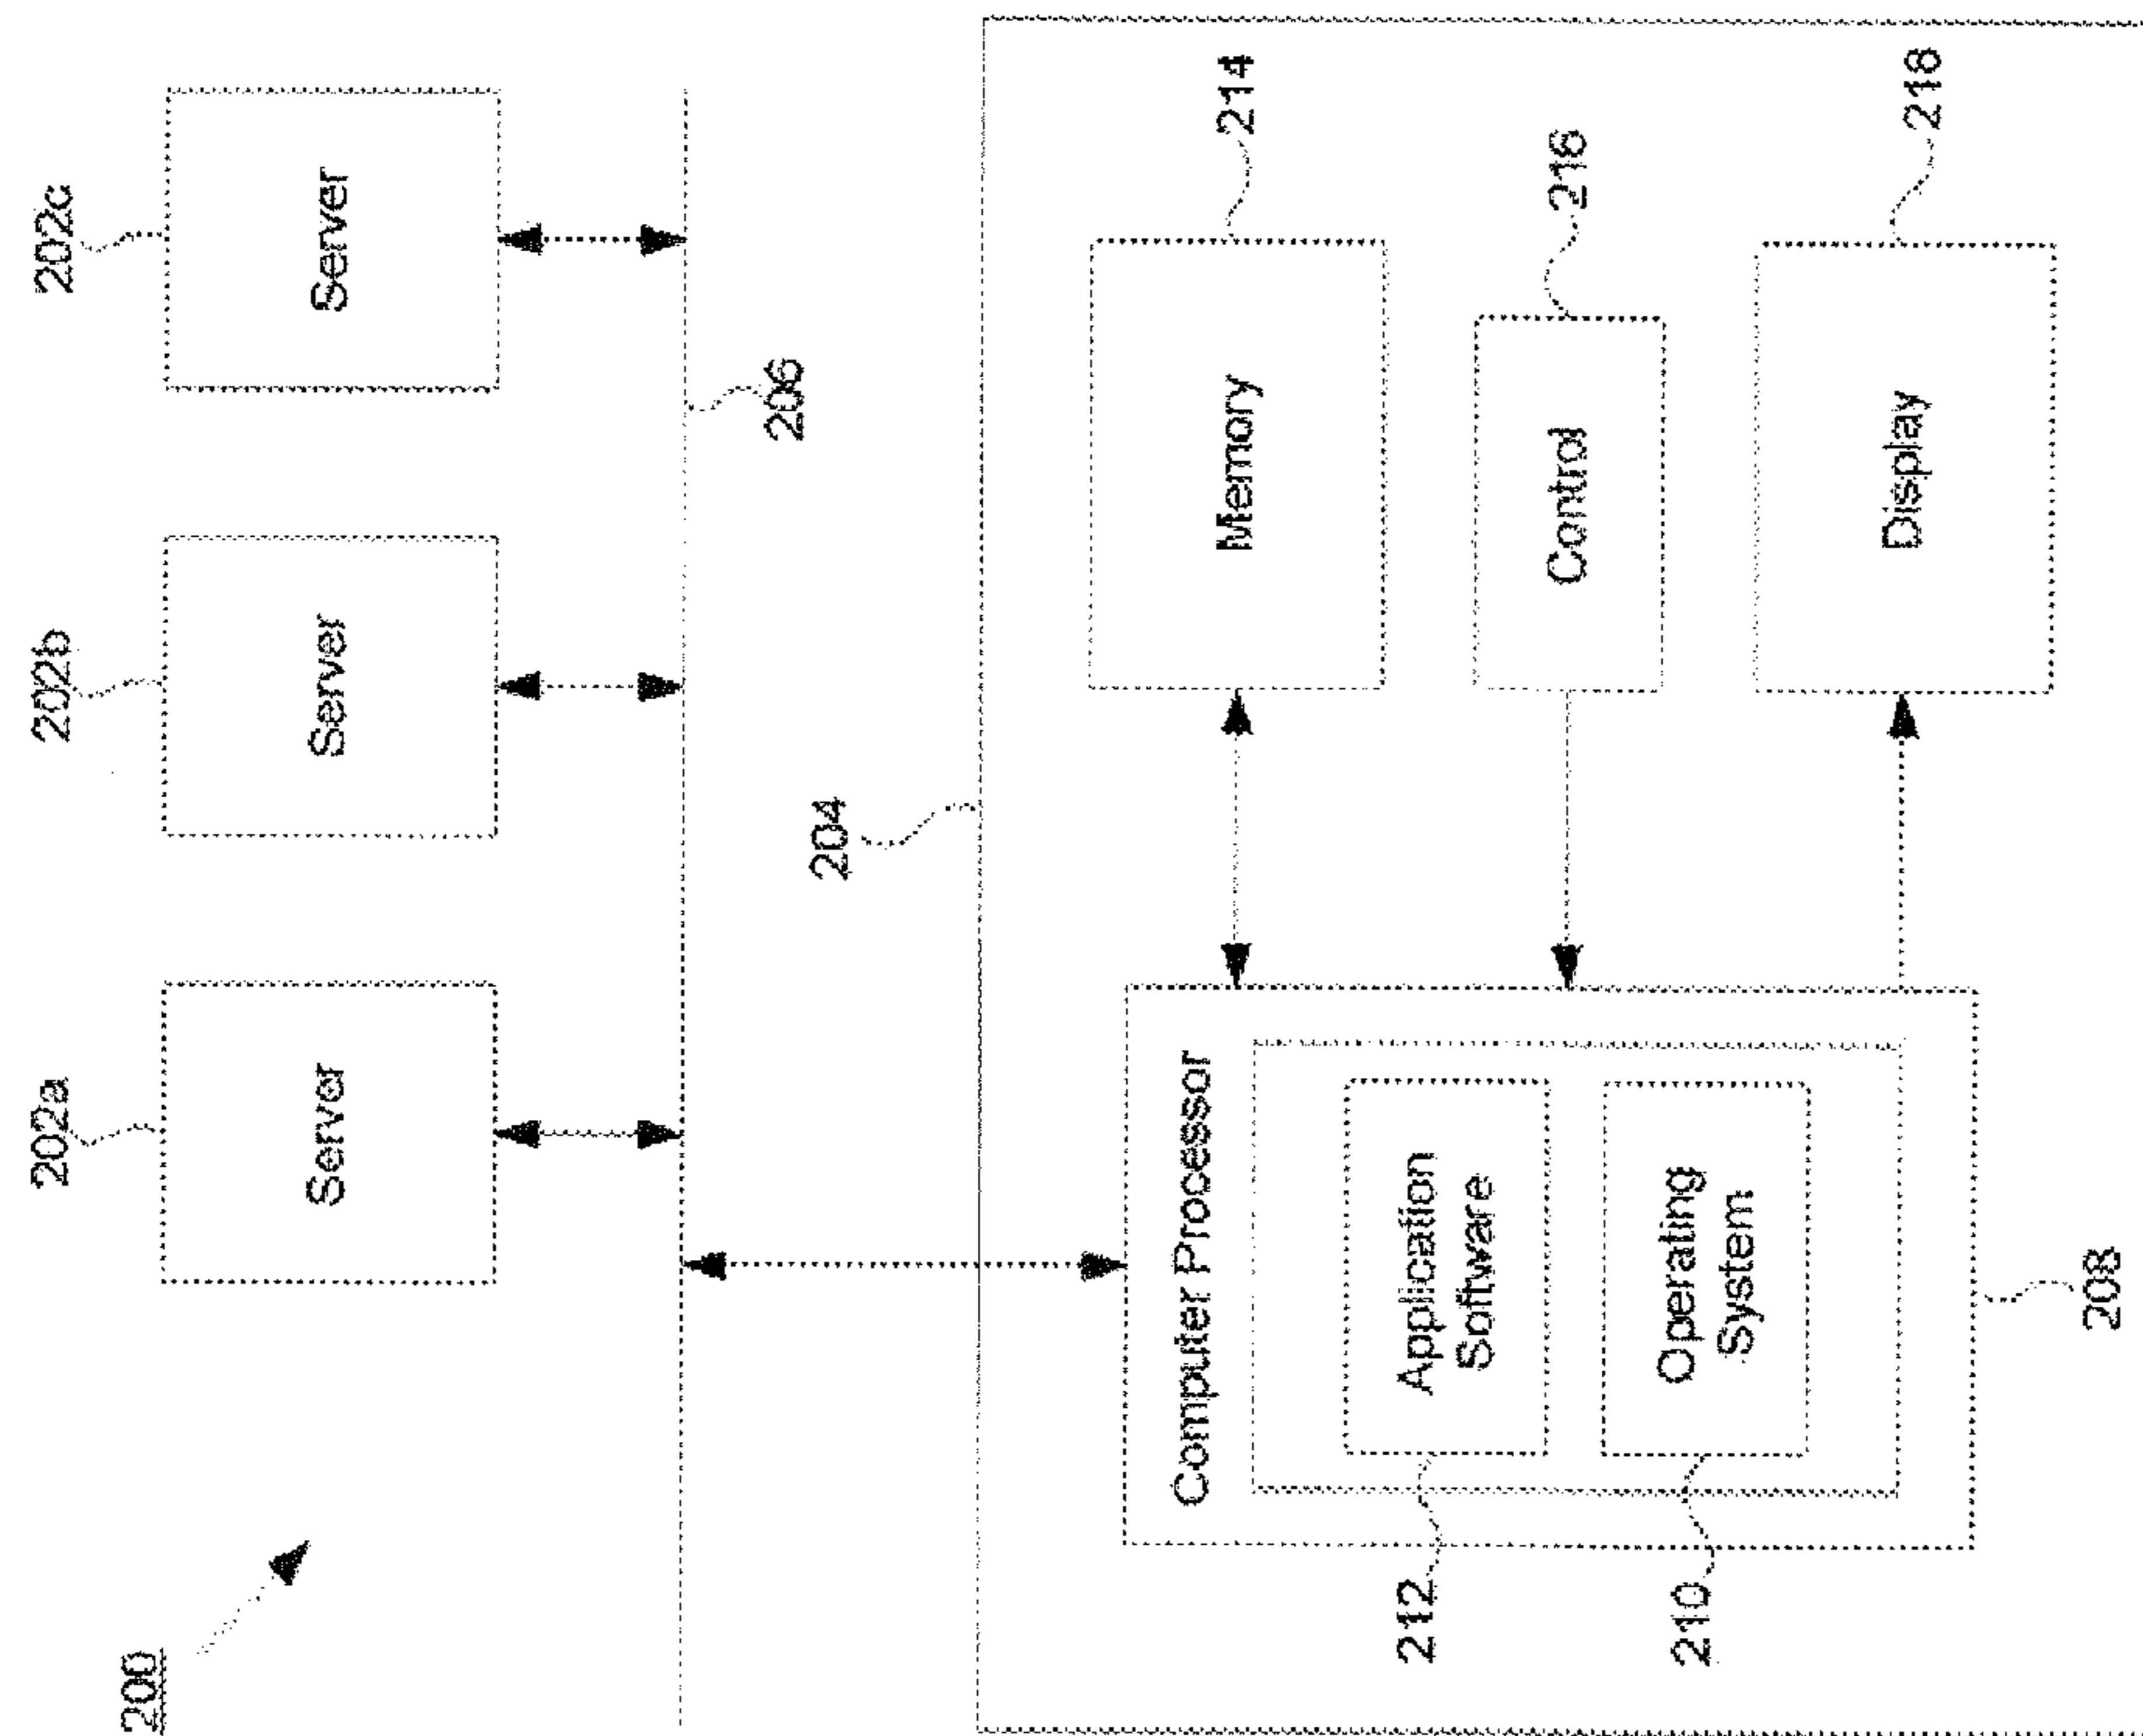 202a
202b
202c
200
Server
Server
Server
206
204
Computer Processor
Memory
214
212
Application
Software
Control
216
210
Operating
System
Display
218
208